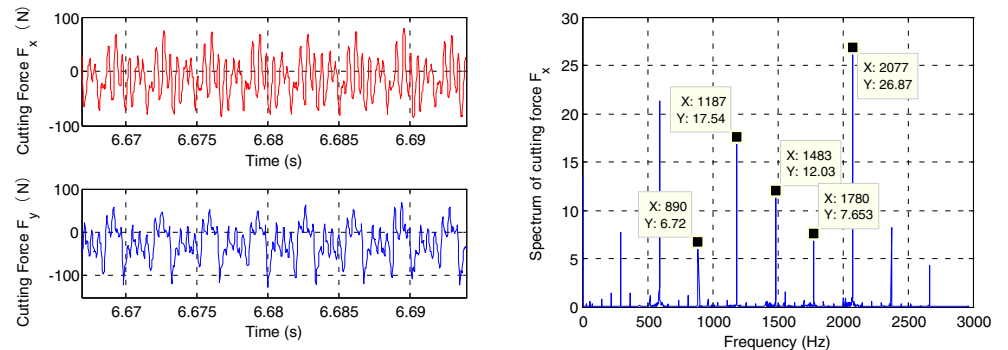 Cutting Force F_x (N)
100
0
-100
6.67 6.675 6.68 6.685 6.69
Time (s)
Cutting Force F_y (N)
100
0
-100
6.67 6.675 6.68 6.685 6.69
Time (s)
Spectrum of cutting force F_x
30
25
20
15
10
5
0
0 500 1000 1500 2000 2500 3000
Frequency (Hz)
X: 890
Y: 6.72
X: 1187
Y: 17.54
X: 1483
Y: 12.03
X: 1780
Y: 7.653
X: 2077
Y: 26.87